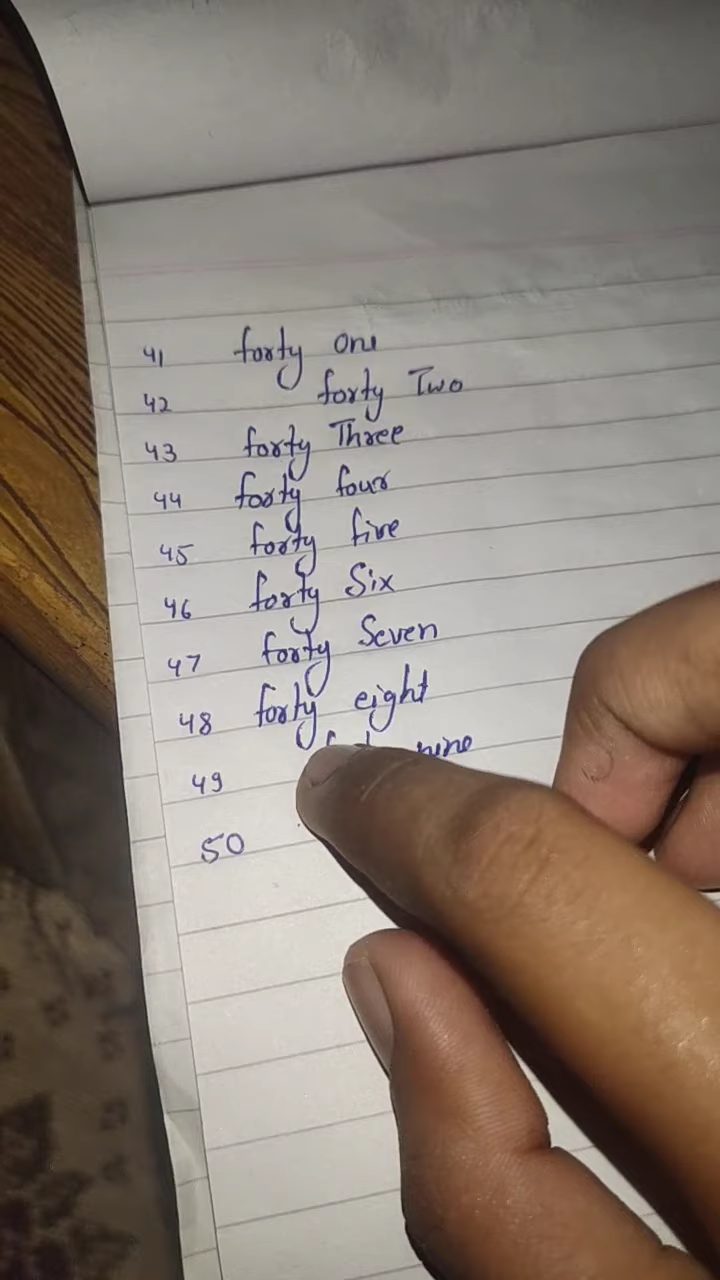 41 forty one
42 forty Two
43 forty Three
44 forty four
45 forty five
46 forty Six
47 forty Seven
48 forty eight
49 nine
50